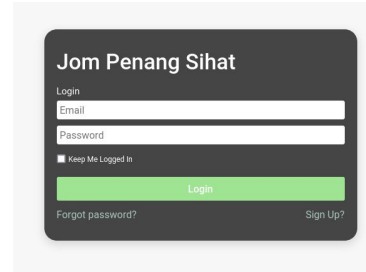 Jom Penang Sihat
Login
Email
Password
Keep Me Logged In
Login
Forgot password? Sign Up?